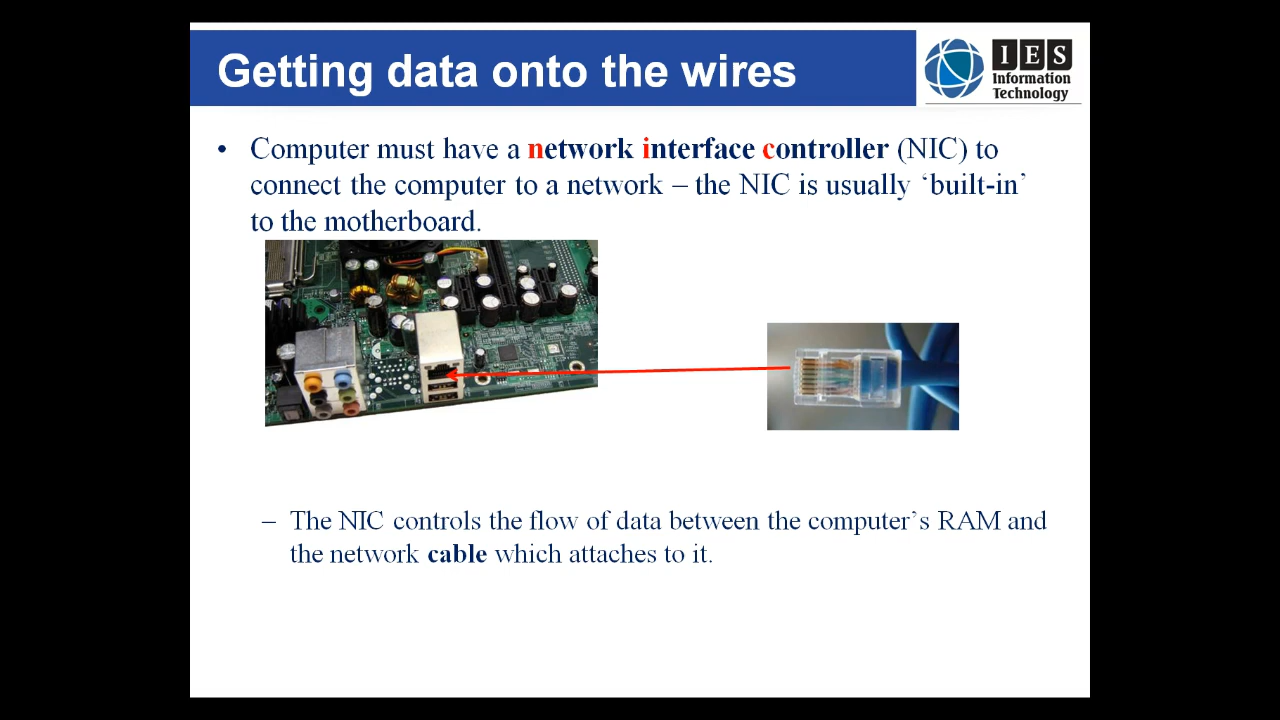 Getting data onto the wires
IES
Information
Technology
• Computer must have a network interface controller (NIC) to
connect the computer to a network – the NIC is usually ‘built-in’
to the motherboard.
– The NIC controls the flow of data between the computer’s RAM and
the network cable which attaches to it.